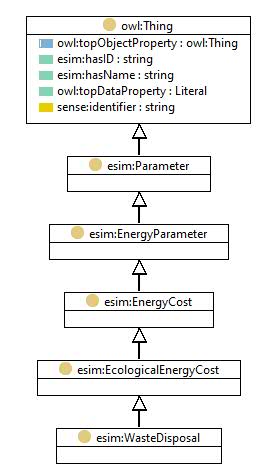 owl:Thing
owl:topObjectProperty : owl:Thing
esim:hasID : string
esim:hasName : string
owl:topDataProperty : Literal
sense:identifier : string
esim:Parameter
esim:EnergyParameter
esim:EnergyCost
esim:EcologicalEnergyCost
esim:WasteDisposal